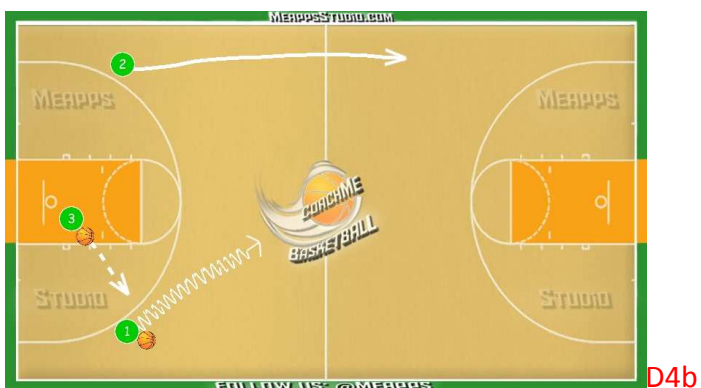 MEAPPSSTUDIO.COM
2
MEAPPS
MEAPPS
3
COACHME
BASKETBALL
STUDIO
STUDIO
1
FOLLOW US: @MEAPPS
D4b